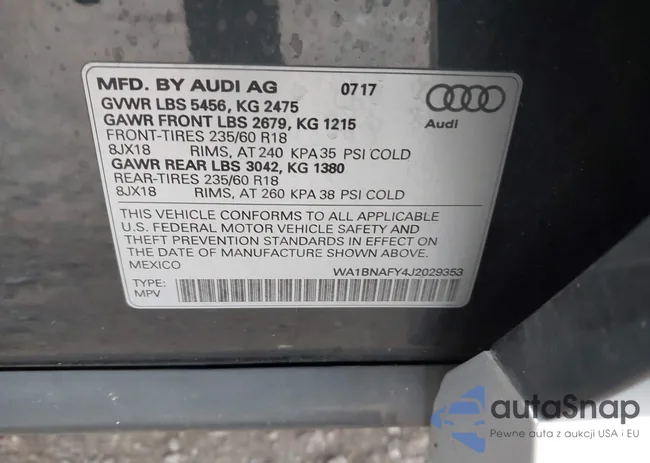 MFD. BY AUDI AG 0717
GVWR LBS 5456, KG 2475
GAWR FRONT LBS 2679, KG 1215
FRONT-TIRES 235/60 R18
8JX18 RIMS, AT 240 KPA 35 PSI COLD
GAWR REAR LBS 3042, KG 1380
REAR-TIRES 235/60 R18
8JX18 RIMS, AT 260 KPA 38 PSI COLD
Audi
THIS VEHICLE CONFORMS TO ALL APPLICABLE
U.S. FEDERAL MOTOR VEHICLE SAFETY AND
THEFT PREVENTION STANDARDS IN EFFECT ON
THE DATE OF MANUFACTURE SHOWN ABOVE.
MEXICO WA1BNAFY4J2029353
TYPE:
MPV
autoSnap
Pewne auta z aukcji USA i EU